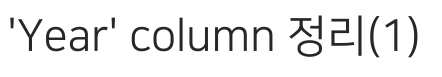 'Year' column 정리(1)